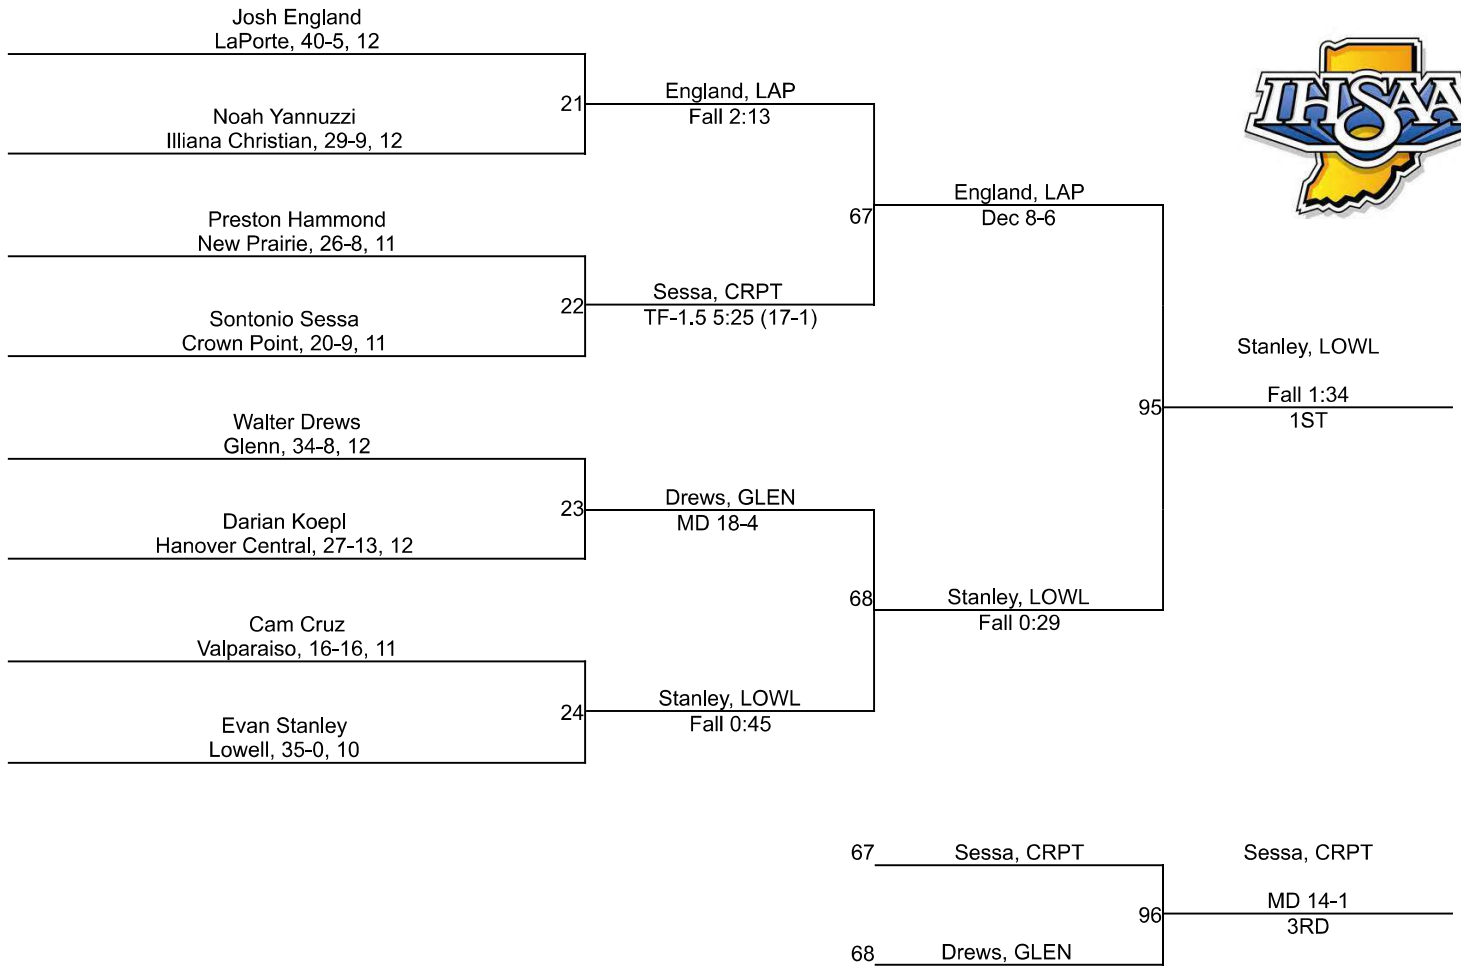 Josh England
LaPorte, 40-5, 12
21
England, LAP
Fall 2:13
Noah Yannuzzi
Illiana Christian, 29-9, 12
IHSAA
67
England, LAP
Dec 8-6
Preston Hammond
New Prairie, 26-8, 11
22
Sessa, CRPT
TF-1.5 5:25 (17-1)
Sontonio Sessa
Crown Point, 20-9, 11
95
Stanley, LOWL
Fall 1:34
1ST
Walter Drews
Glenn, 34-8, 12
23
Drews, GLEN
MD 18-4
Darian Koepl
Hanover Central, 27-13, 12
68
Stanley, LOWL
Fall 0:29
Cam Cruz
Valparaiso, 16-16, 11
24
Stanley, LOWL
Fall 0:45
Evan Stanley
Lowell, 35-0, 10
67
Sessa, CRPT
96
Sessa, CRPT
MD 14-1
3RD
68
Drews, GLEN